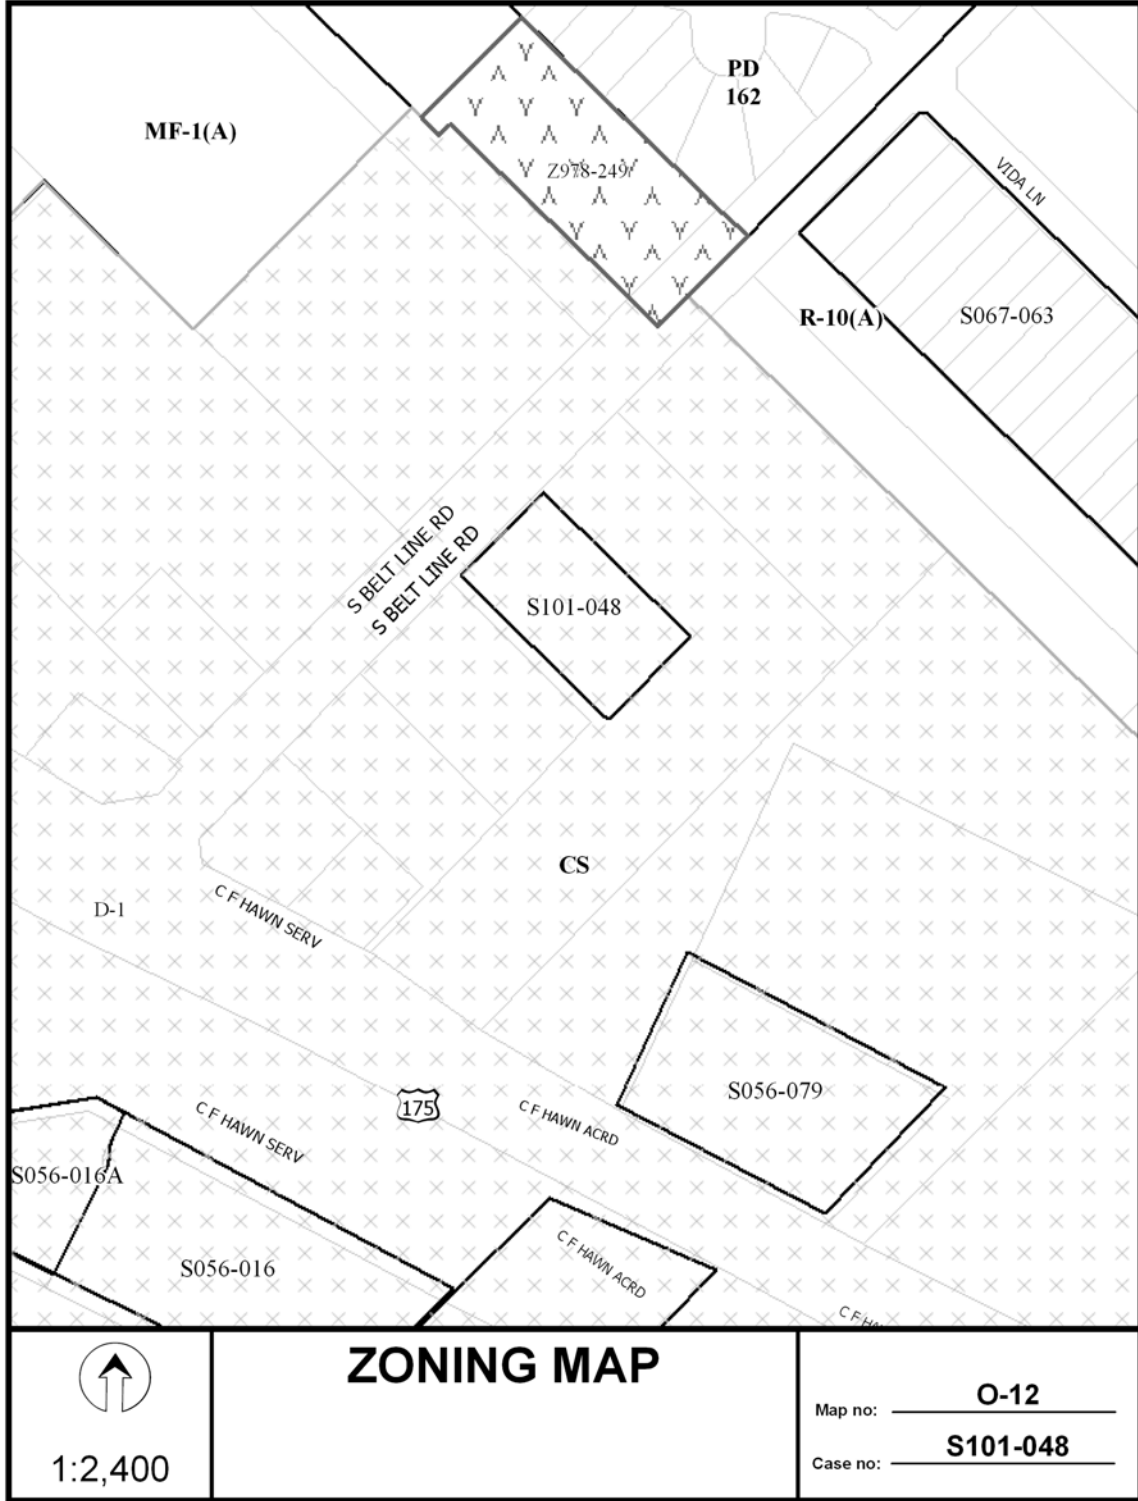 PD
162
MF-1(A)
Z978-249
VIDA LN
R-10(A)
S067-063
S BELT LINE RD
S BELT LINE RD
S101-048
CS
D-1
C F HAWN SERV
S056-079
175
C F HAWN ACRD
C F HAWN SERV
S056-016A
S056-016
C F HAWN ACRD
C F
ZONING MAP
1:2,400
Map no: O-12
Case no: S101-048